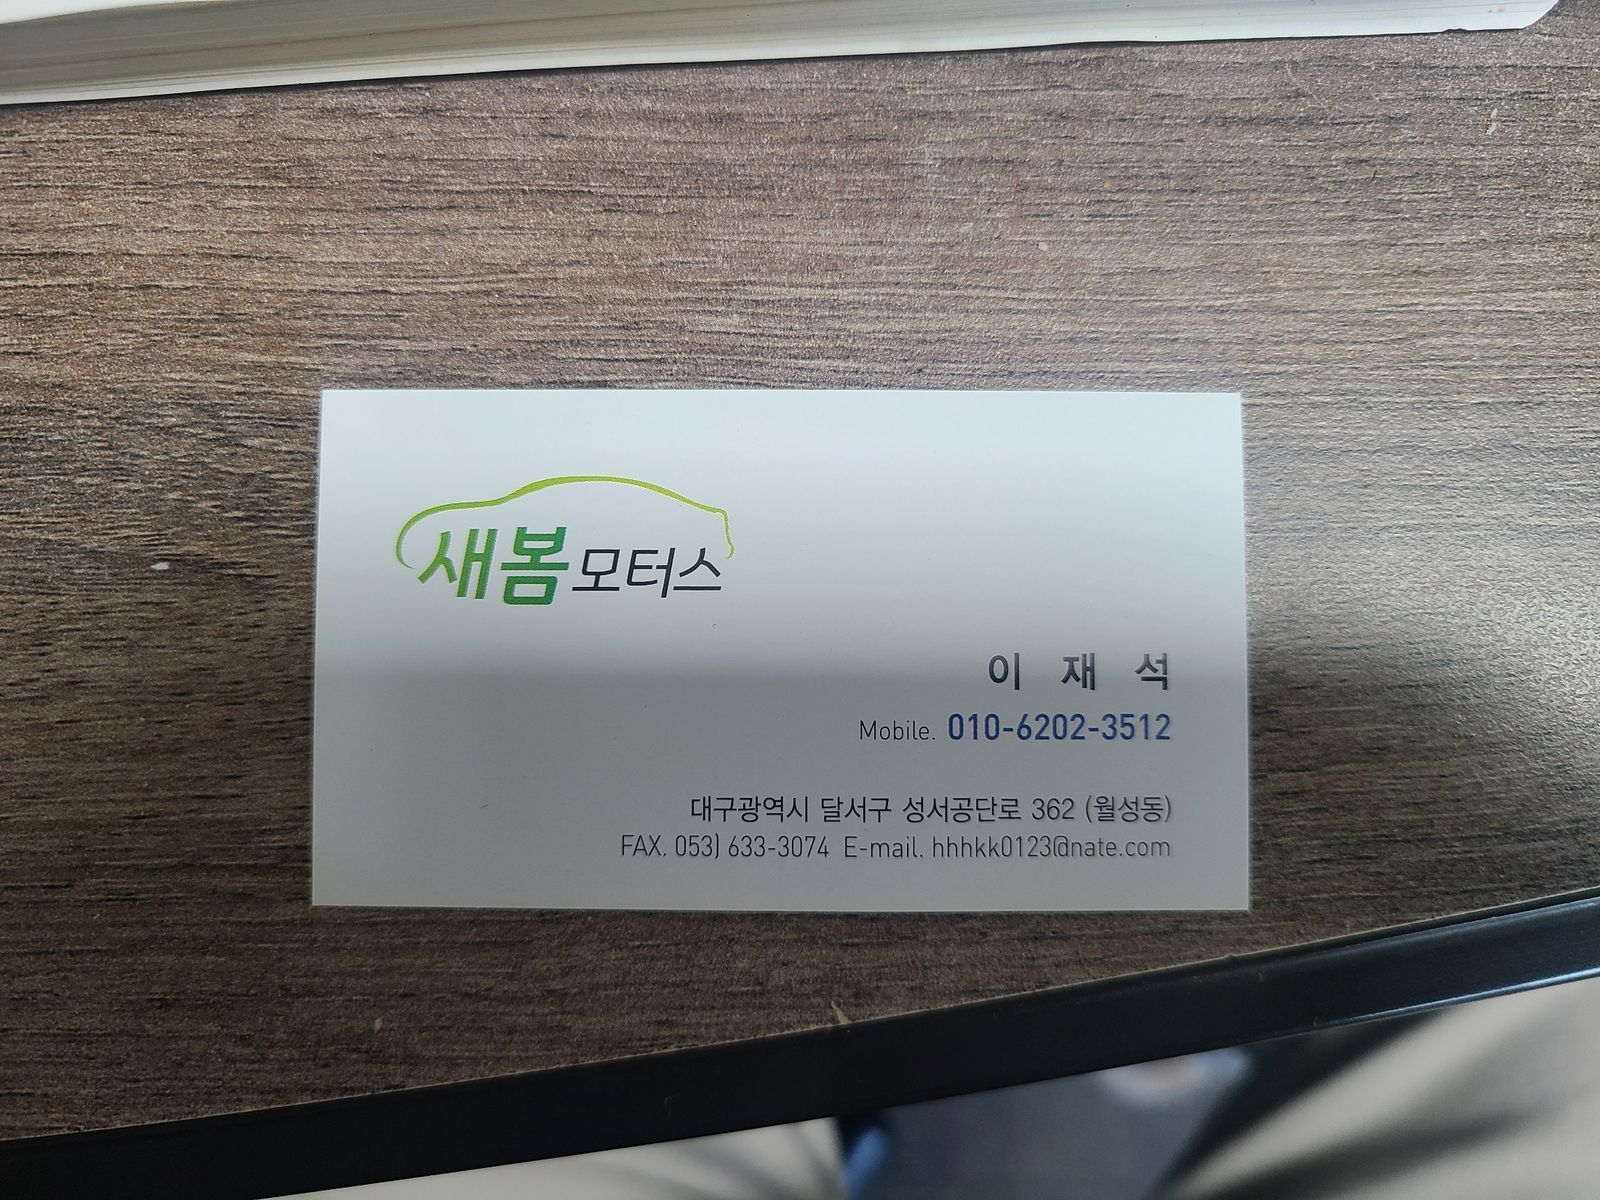 새봄모터스
이 재 석
Mobile. 010-6202-3512
대구광역시 달서구 성서공단로 362 (월성동)
FAX. 053) 633-3074 E-mail. hhhkk0123@nate.com